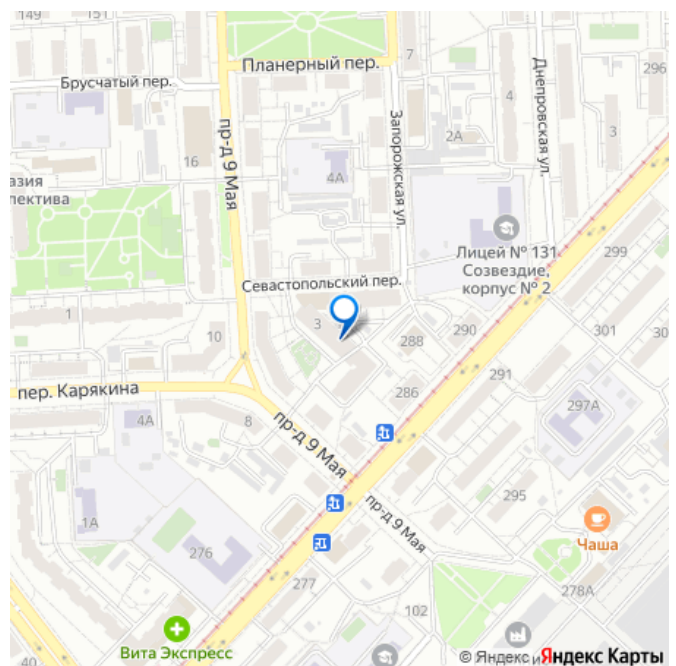 149
151
Планерный пер.
7
296
Брусчатый пер.
Днепровская ул.
4
3
2А
Запорожская ул.
16
4А
пр-д 9 Мая
азия
лектива
Лицей № 131
Созвездие,
корпус № 2
299
Севастопольский пер.
1
10
3
288
290
301
30
291
286
пер. Карякина
297А
4А
8
пр-д 9 Мая
295
пр-д 9 Мая
Чаша
1А
276
277
278А
102
Вита Экспресс
40
© Яндекс
Яндекс Карты